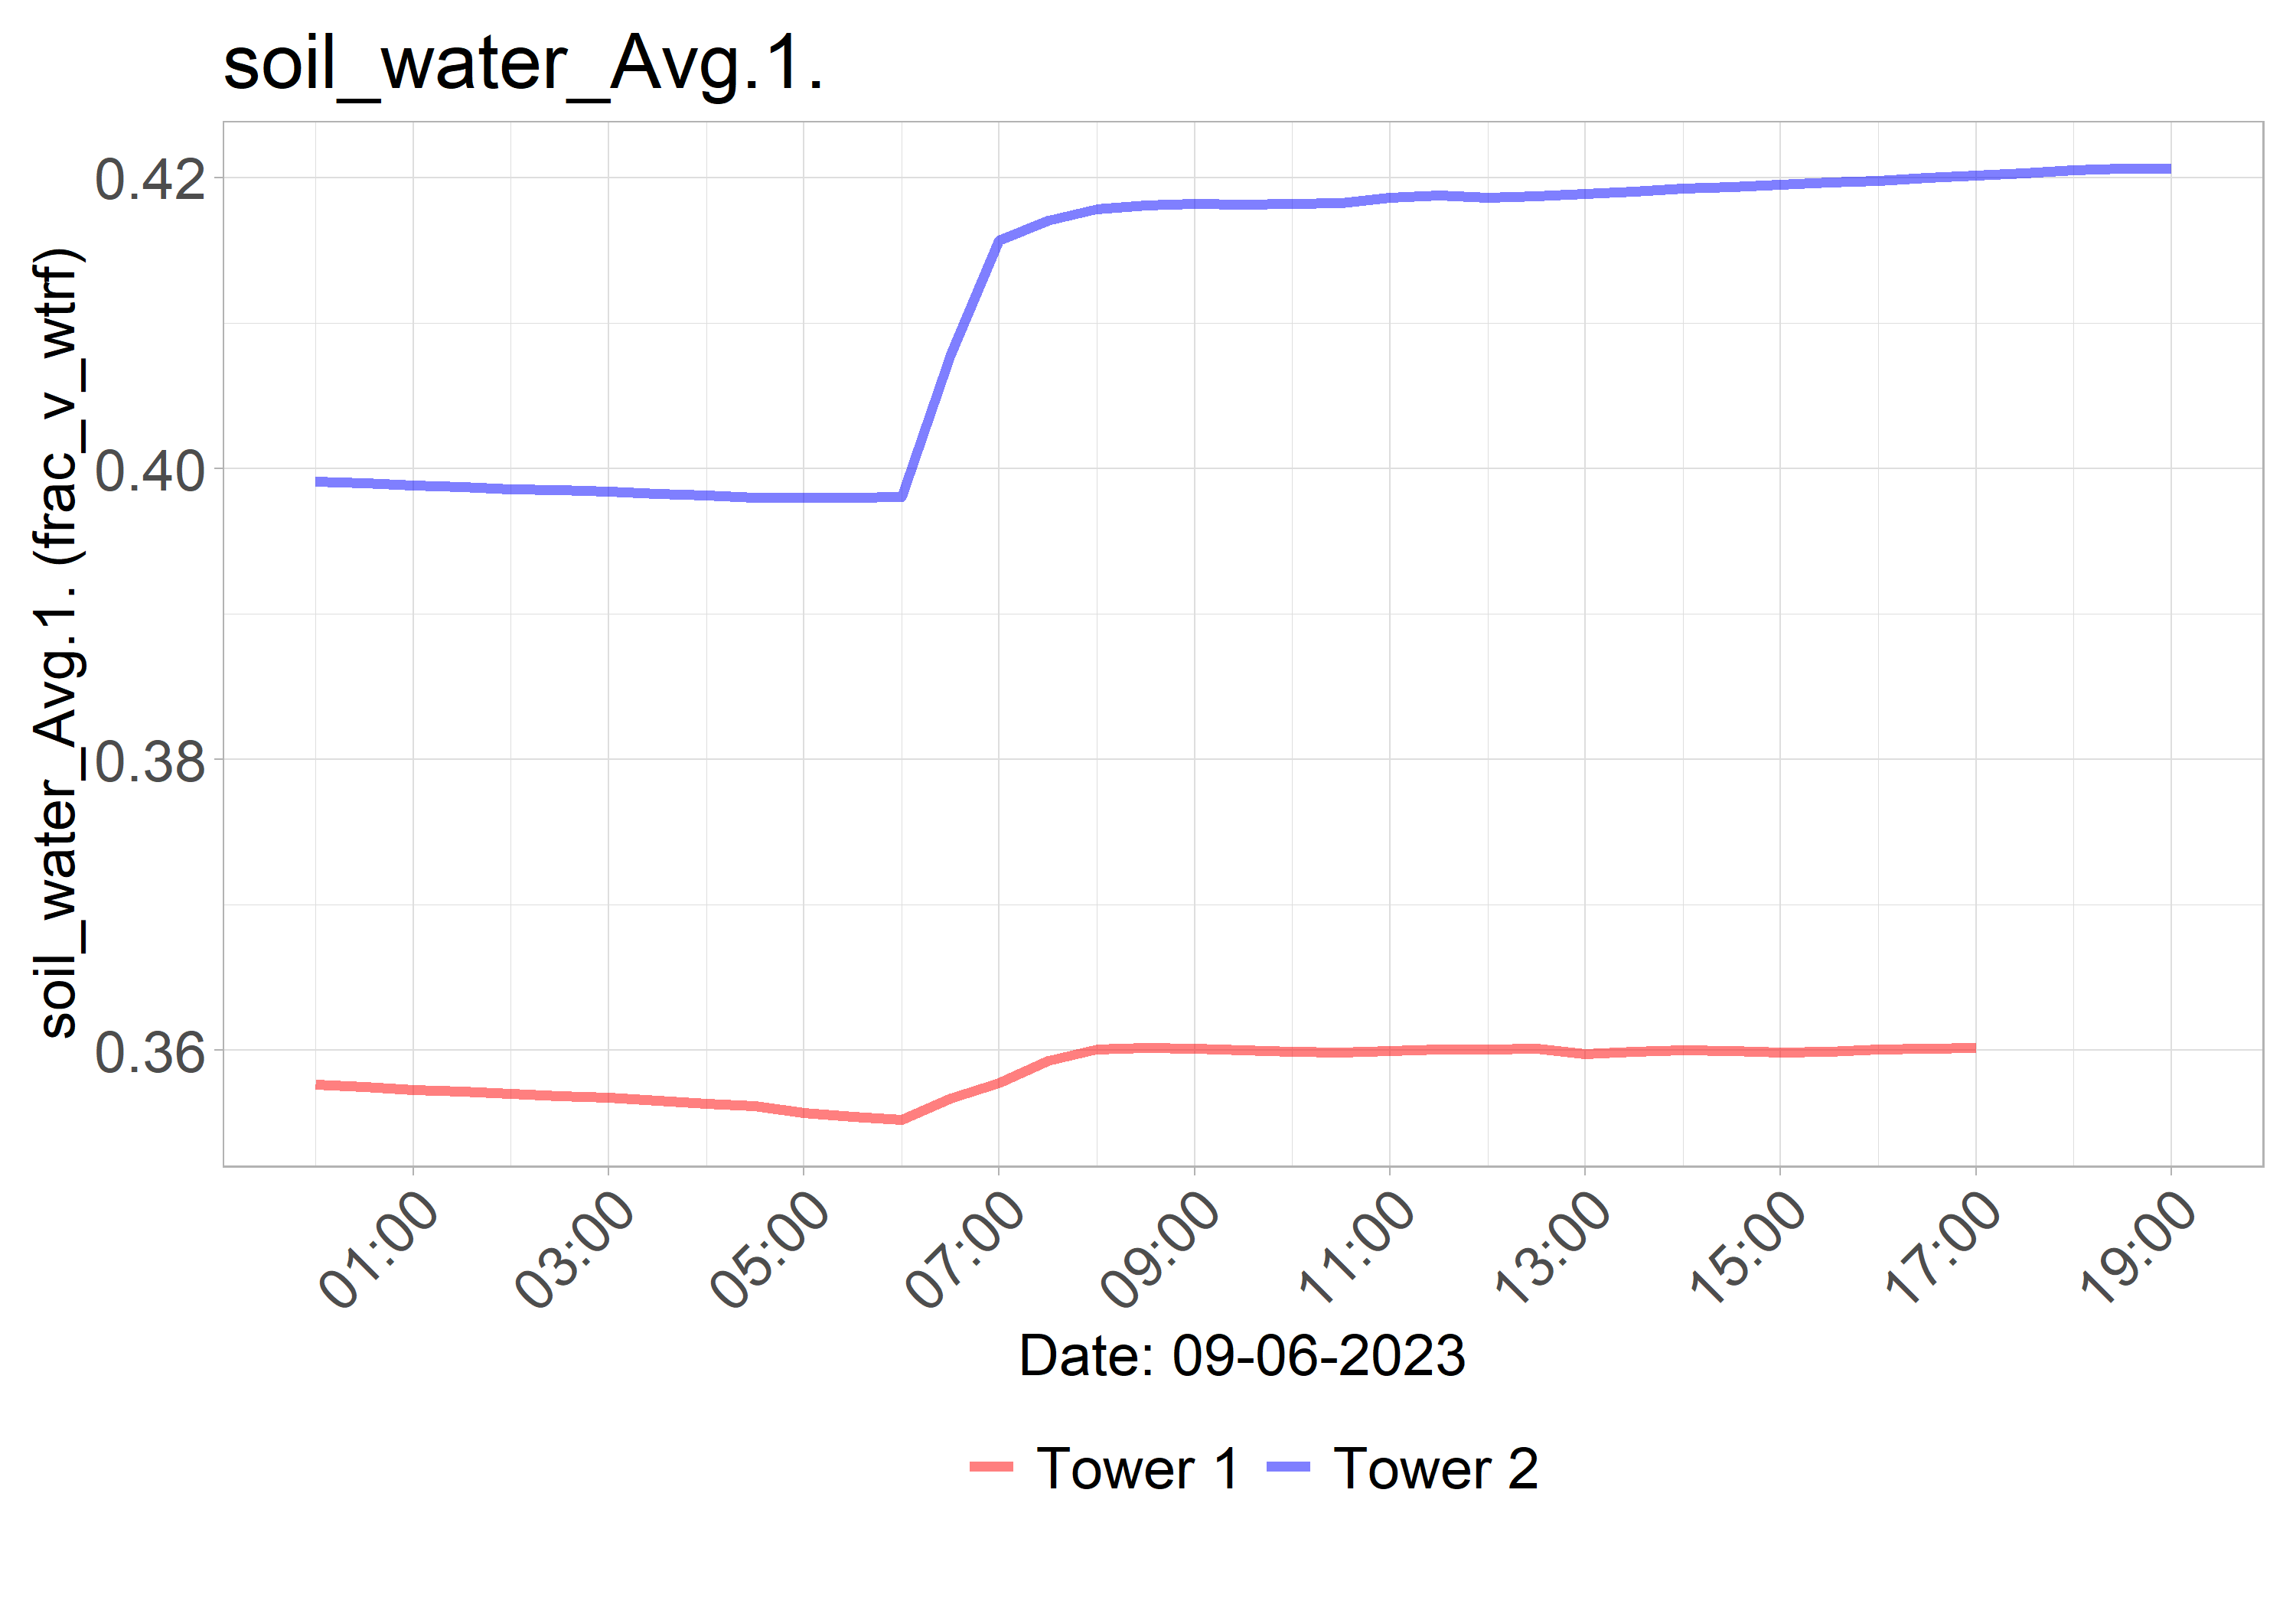 soil_water_Avg.1.
soil_water_Avg.1. (frac_v_wtrf)
0.42
0.40
0.38
0.36
01:00
03:00
05:00
07:00
09:00
11:00
13:00
15:00
17:00
19:00
Date: 09-06-2023
Tower 1
Tower 2